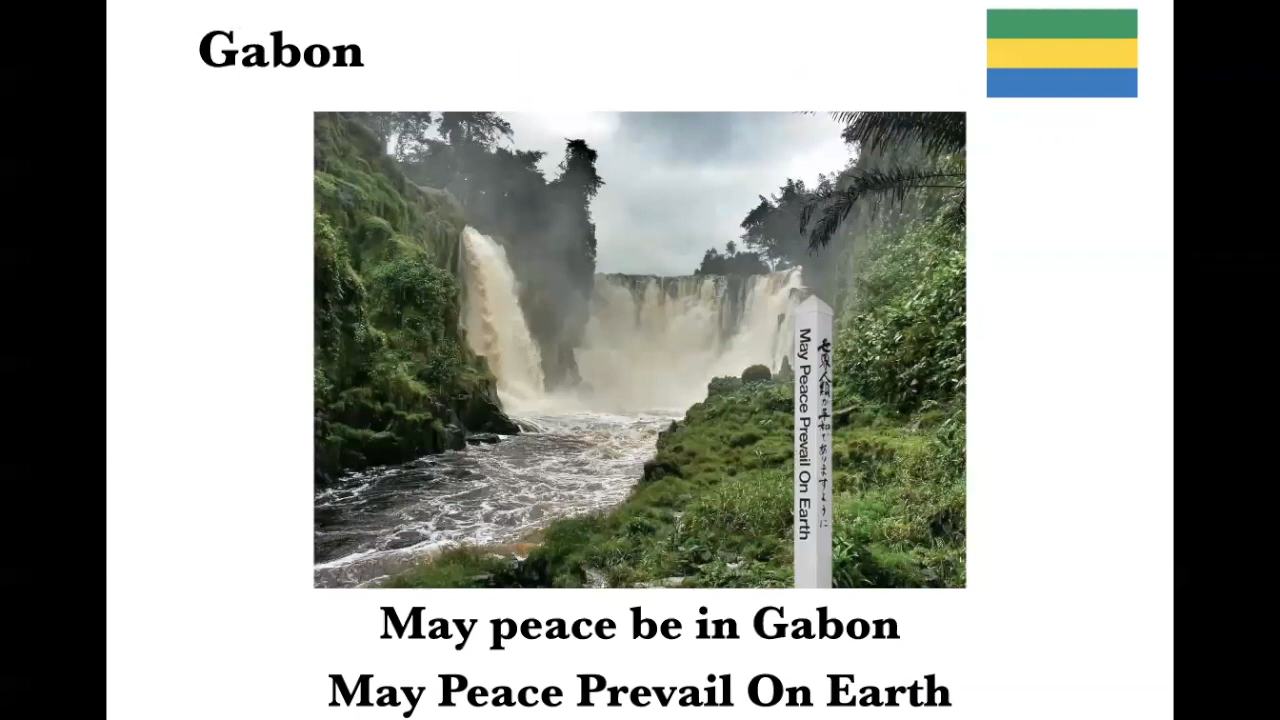 Gabon
May Peace Prevail On Earth
世界人類が平和でありますように
May peace be in Gabon
May Peace Prevail On Earth